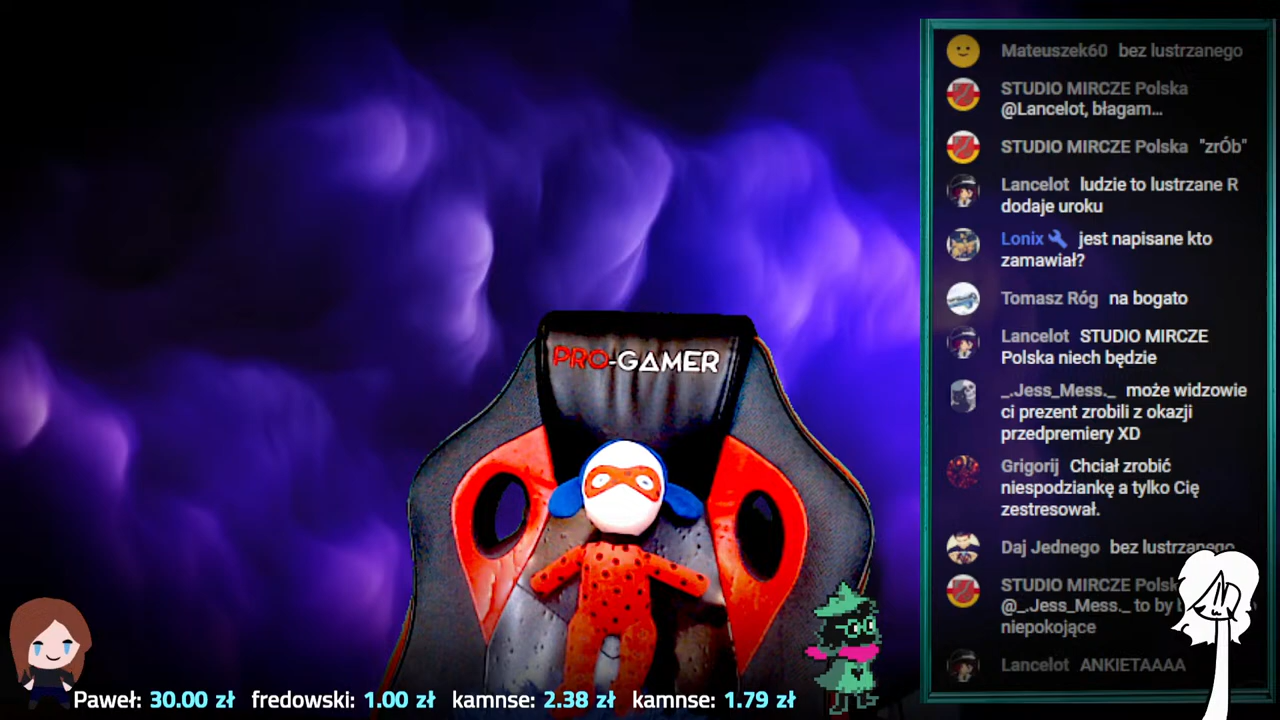 PRO-GAMER
Mateuszek60 bez lustrzanego
STUDIO MIRCZE Polska
@Lancelot, błagam...
STUDIO MIRCZE Polska "zrÓb"
Lancelot ludzie to lustrzane R
dodaje uroku
Lonix jest napisane kto
zamawiał?
Tomasz Róg na bogato
Lancelot STUDIO MIRCZE
Polska niech będzie
_.Jess_Mess._ może widzowie
ci prezent zrobili z okazji
przedpremiery XD
Grigorij Chciał zrobić
niespodziankę a tylko Cię
zestresował.
Daj Jednego bez lustrzanego
STUDIO MIRCZE
@_.Jess_Mess._ to by
niepokojące
Lancelot ANKIETAAAA
Paweł: 30.00 zł fredowski: 1.00 zł kamnse: 2.38 zł kamnse: 1.79 zł